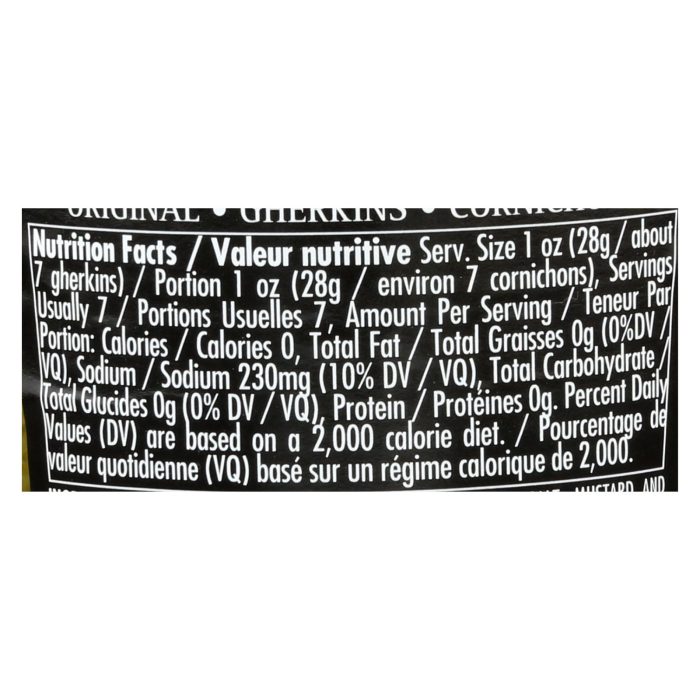 ORIGINAL • GHERKINS •
Nutrition Facts / Valeur nutritive Serv. Size 1 oz (28g / about
7 gherkins) / Portion 1 oz (28g / environ 7 cornichons), Servings
Usually 7 / Portions Usuelles 7, Amount Per Serving / Teneur Par
Portion: Calories / Calories 0, Total Fat / Total Graisses 0g (0%DV /
VQ), Sodium / Sodium 230mg (10% DV / VQ), Total Carbohydrate /
Total Glucides 0g (0% DV / VQ), Protein / Protéines 0g. Percent Daily
Values (DV) are based on a 2,000 calorie diet. / Pourcentage de
valeur quotidienne (VQ) basé sur un régime calorique de 2,000.
MUSTARD AND